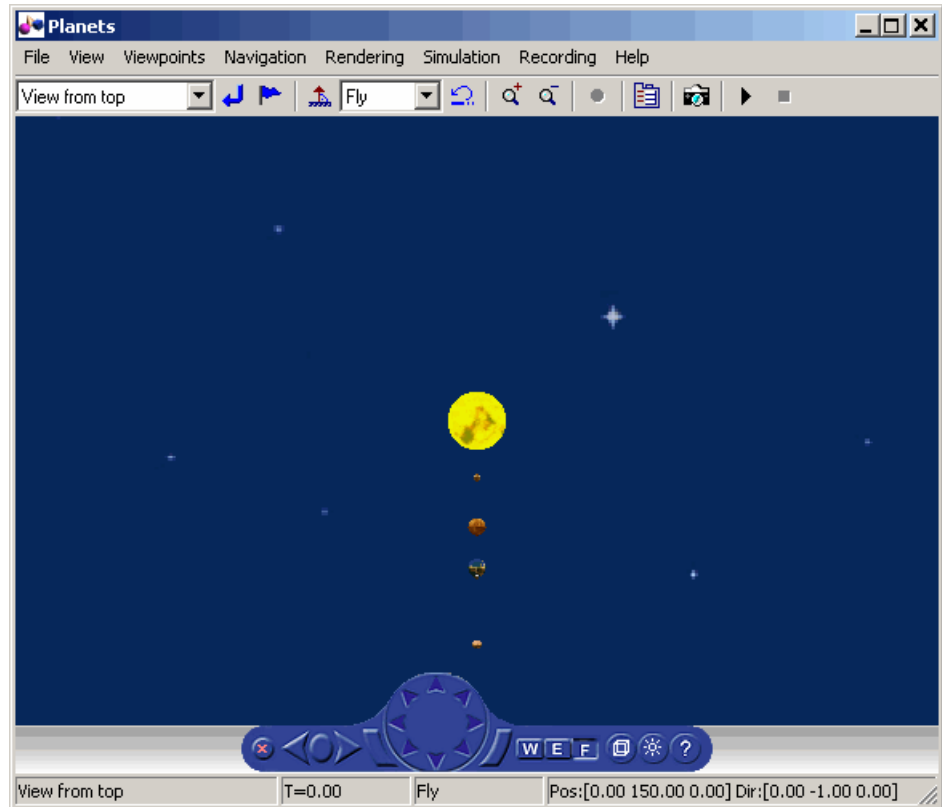 Planets
File View Viewpoints Navigation Rendering Simulation Recording Help
View from top Fly
W E F ?
View from top T=0.00 Fly Pos:[0.00 150.00 0.00] Dir:[0.00 -1.00 0.00]